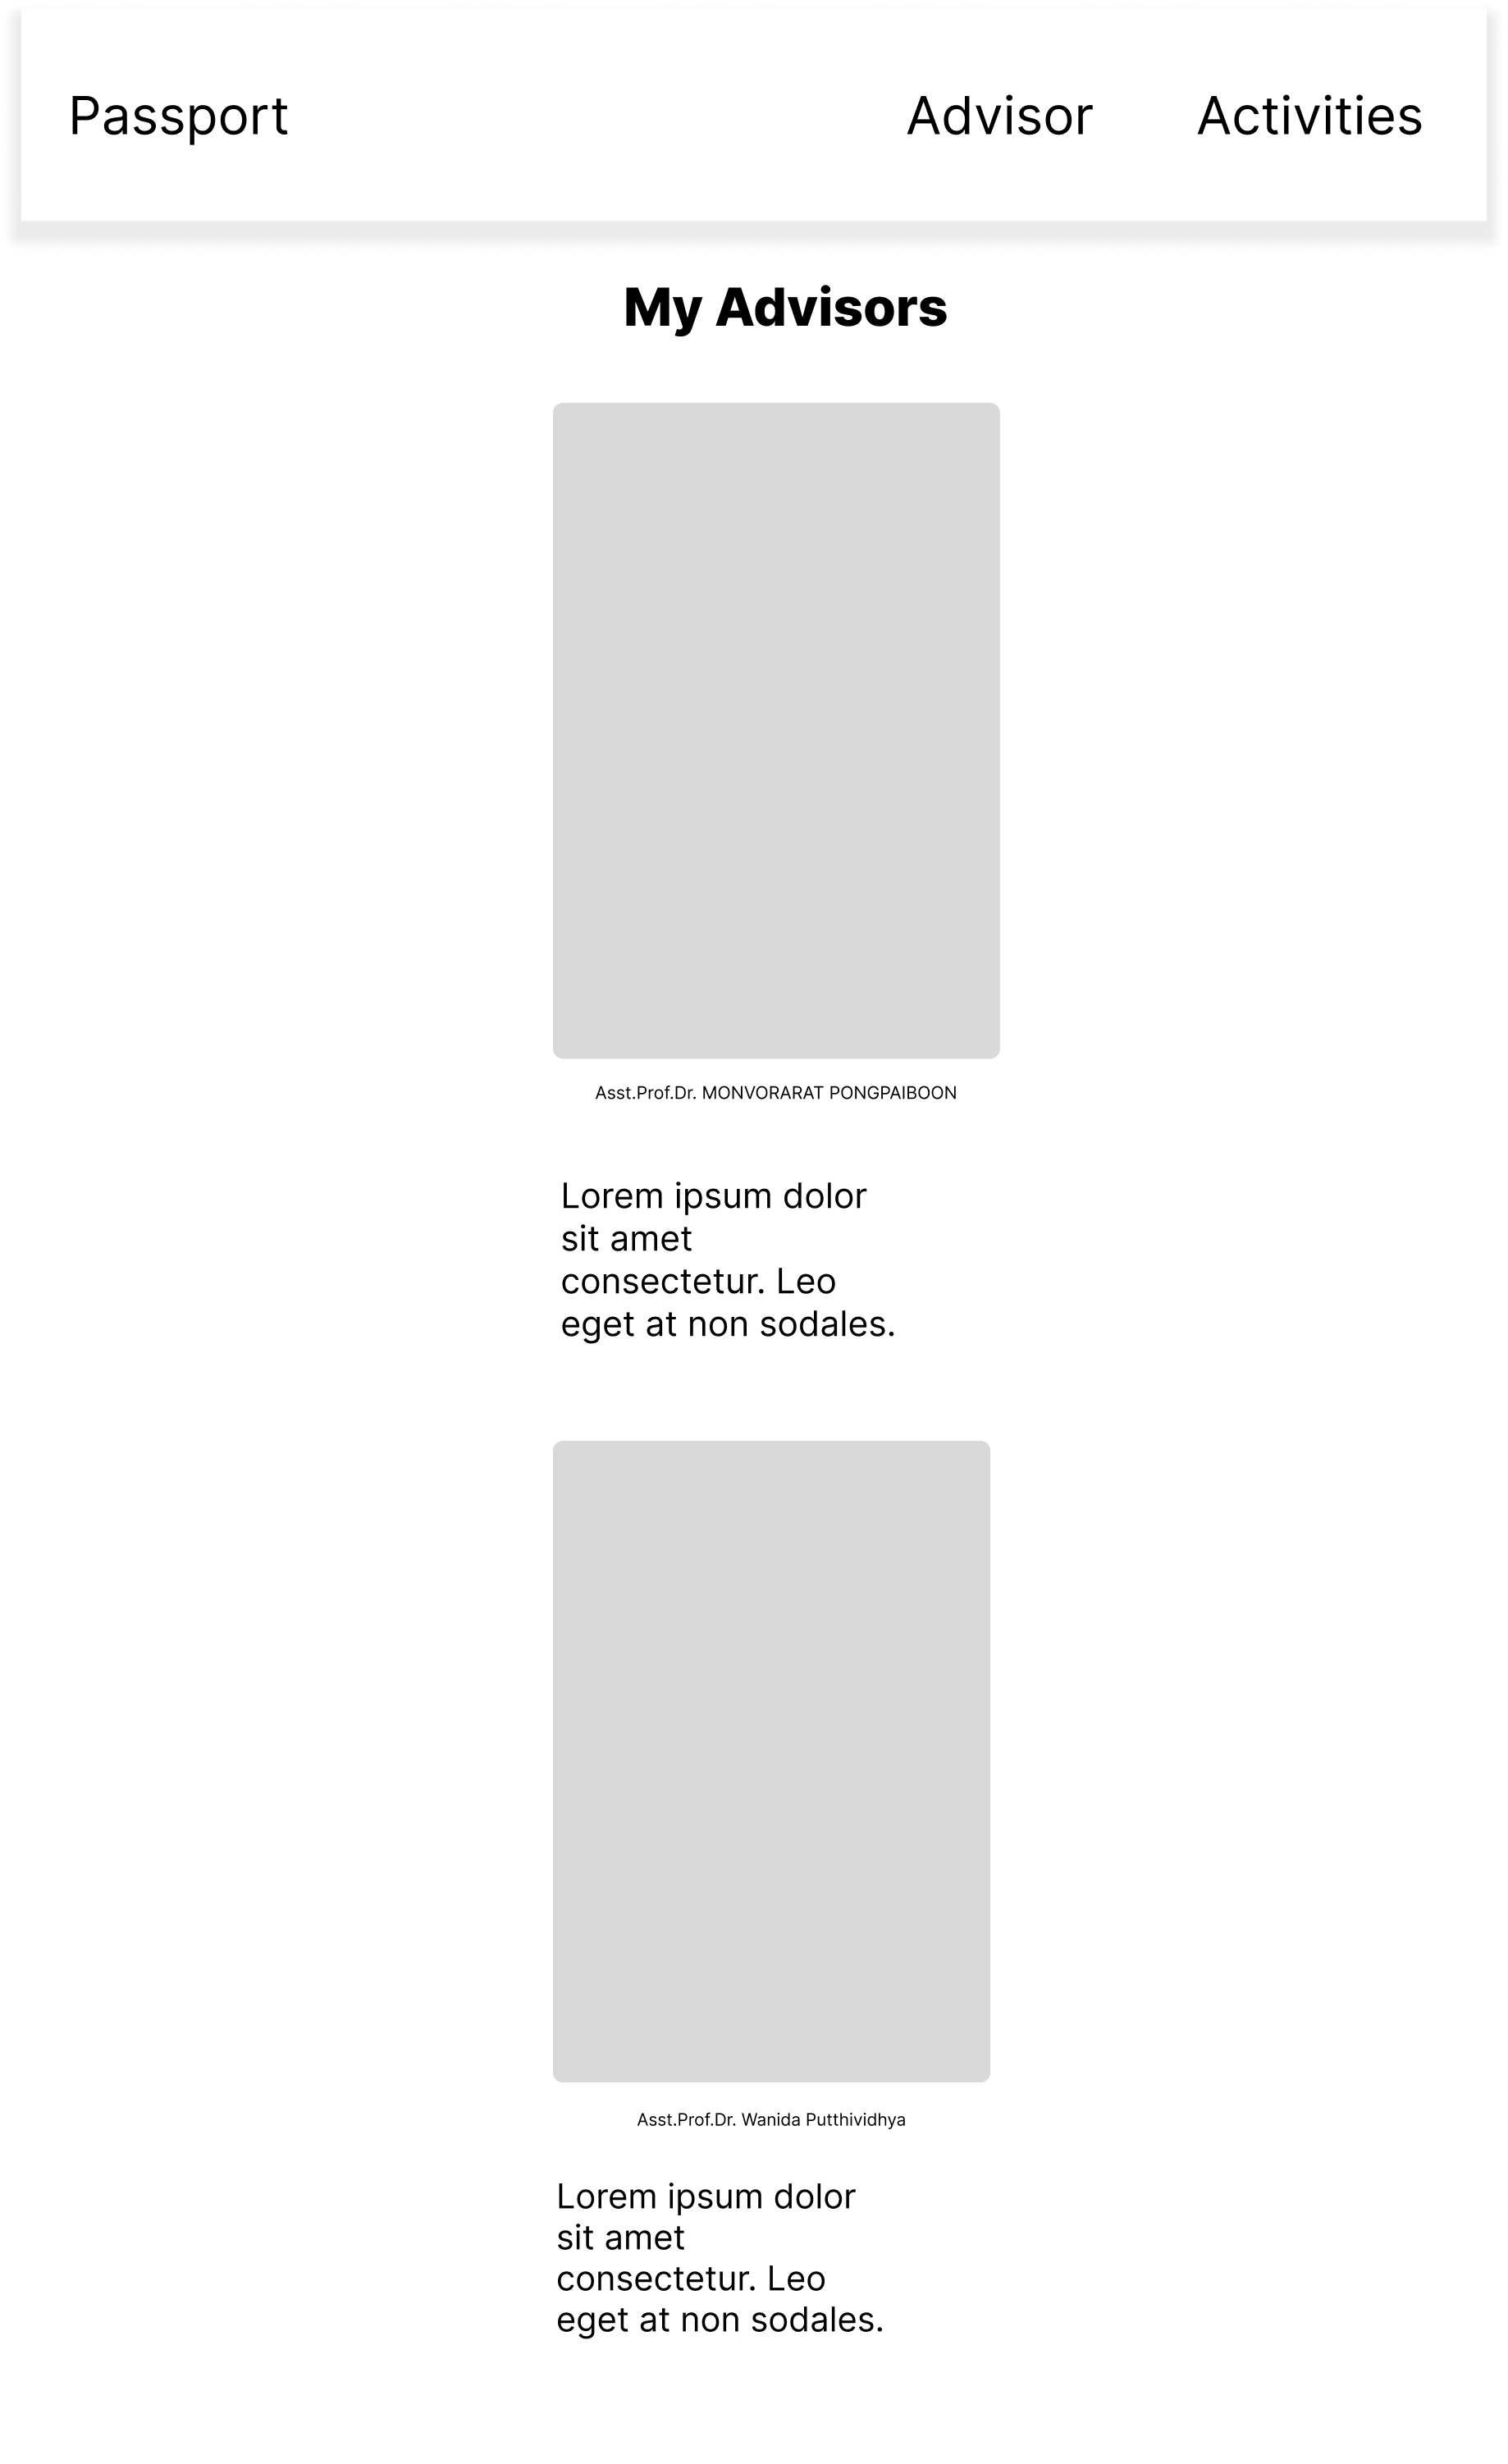 Passport Advisor Activities
My Advisors
Asst.Prof.Dr. MONVORARAT PONGPAIBOON
Lorem ipsum dolor
sit amet
consectetur. Leo
eget at non sodales.
Asst.Prof.Dr. Wanida Putthividhya
Lorem ipsum dolor
sit amet
consectetur. Leo
eget at non sodales.